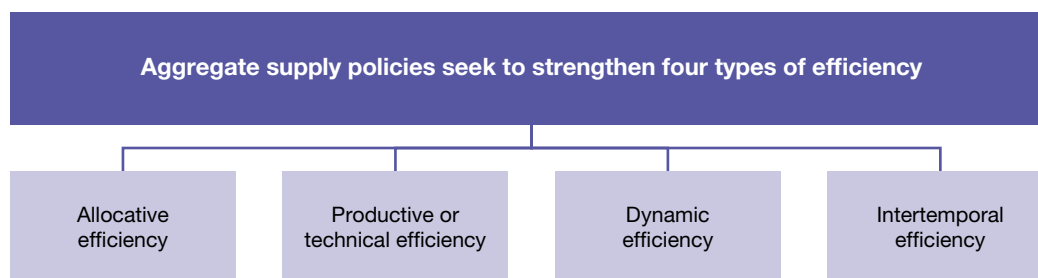 Aggregate supply policies seek to strengthen four types of efficiency
Allocative
efficiency
Productive or
technical efficiency
Dynamic
efficiency
Intertemporal
efficiency